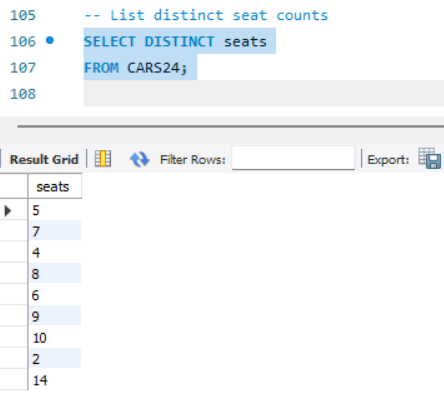 105 -- List distinct seat counts
106 SELECT DISTINCT seats
107 FROM CARS24;
108
Result Grid Filter Rows: Export:
seats
5
7
4
8
6
9
10
2
14